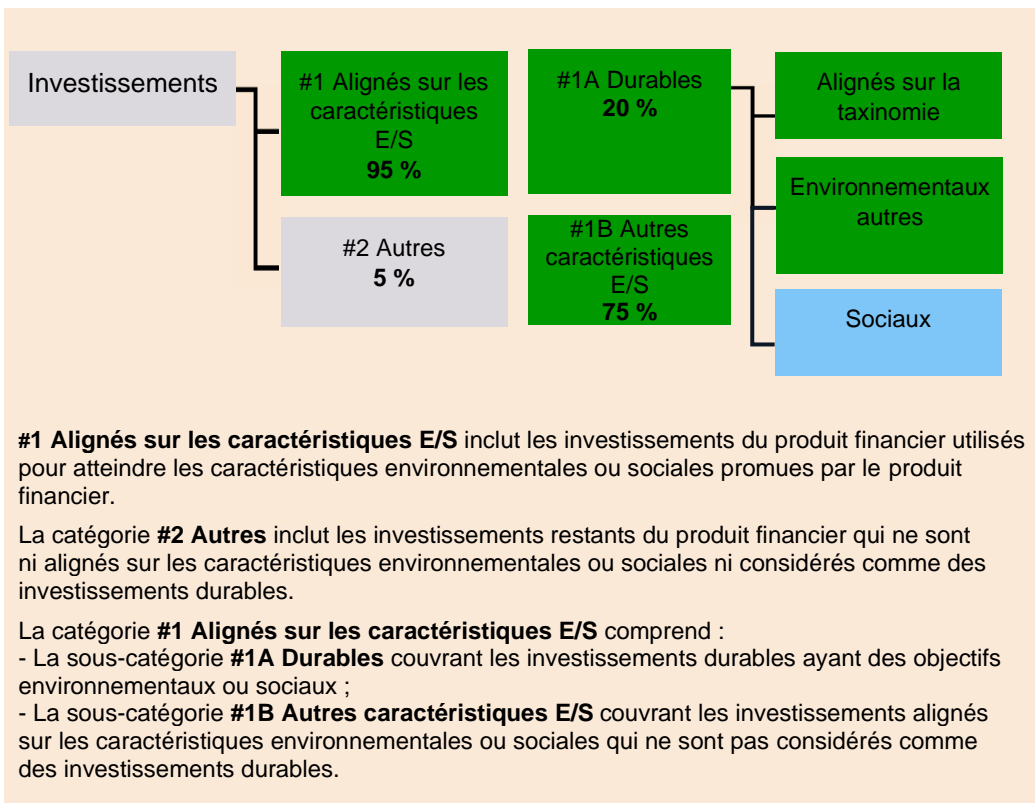 Investissements
#1 Alignés sur les
caractéristiques
E/S
95 %
#2 Autres
5 %
#1A Durables
20 %
#1B Autres
caractéristiques
E/S
75 %
Alignés sur la
taxinomie
Environnementaux
autres
Sociaux
#1 Alignés sur les caractéristiques E/S inclut les investissements du produit financier utilisés
pour atteindre les caractéristiques environnementales ou sociales promues par le produit
financier.
La catégorie #2 Autres inclut les investissements restants du produit financier qui ne sont
ni alignés sur les caractéristiques environnementales ou sociales ni considérés comme des
investissements durables.
La catégorie #1 Alignés sur les caractéristiques E/S comprend :
- La sous-catégorie #1A Durables couvrant les investissements durables ayant des objectifs
environnementaux ou sociaux ;
- La sous-catégorie #1B Autres caractéristiques E/S couvrant les investissements alignés
sur les caractéristiques environnementales ou sociales qui ne sont pas considérés comme
des investissements durables.